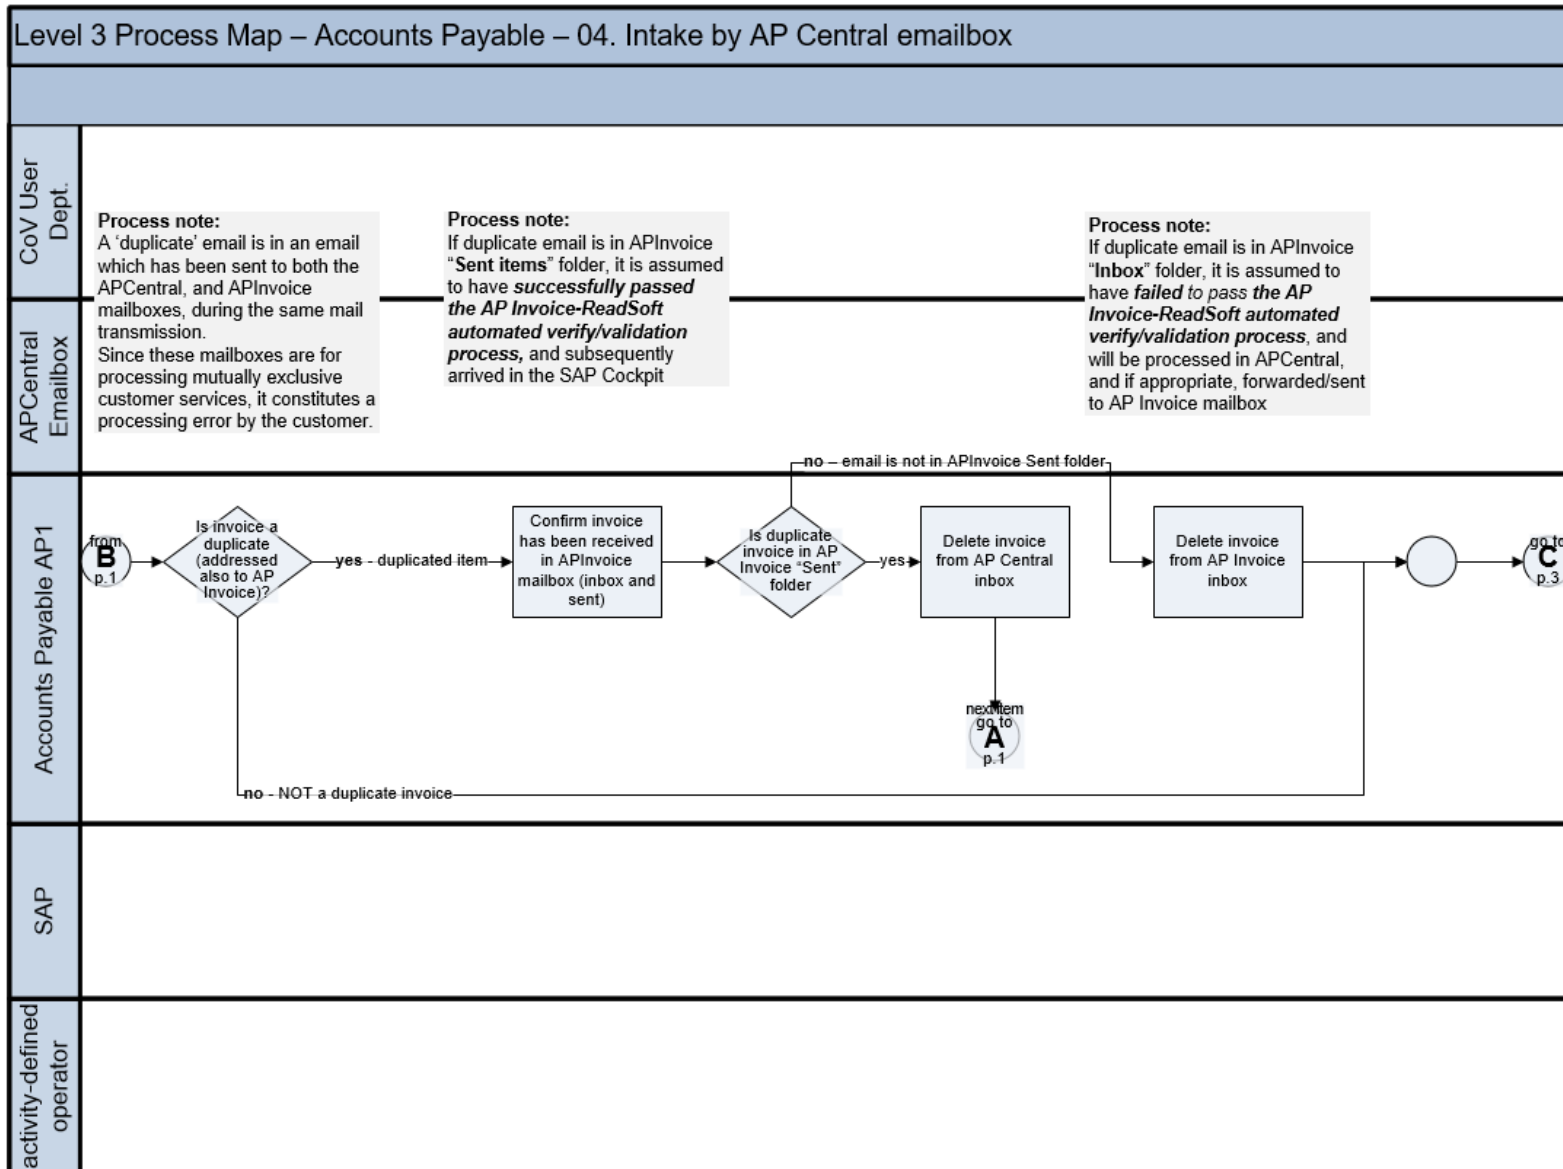 Level 3 Process Map – Accounts Payable – 04. Intake by AP Central emailbox
CoV User
Dept.
Process note:
A ‘duplicate’ email is in an email
which has been sent to both the
APCentral, and APInvoice
mailboxes, during the same mail
transmission.
Since these mailboxes are for
processing mutually exclusive
customer services, it constitutes a
processing error by the customer.
Process note:
If duplicate email is in APInvoice
“Sent items” folder, it is assumed
to have successfully passed
the AP Invoice-ReadSoft
automated verify/validation
process, and subsequently
arrived in the SAP Cockpit
Process note:
If duplicate email is in APInvoice
“Inbox” folder, it is assumed to
have failed to pass the AP
Invoice-ReadSoft automated
verify/validation process, and
will be processed in APCentral,
and if appropriate, forwarded/sent
to AP Invoice mailbox
APCentral
Emailbox
Accounts Payable AP1
from
B
p.1
Is invoice a
duplicate
(addressed
also to AP
Invoice)?
yes - duplicated item
Confirm invoice
has been received
in APInvoice
mailbox (inbox and
sent)
Is duplicate
invoice in AP
Invoice “Sent”
folder
no – email is not in APInvoice Sent folder
yes
Delete invoice
from AP Central
inbox
next item
go to
A
p.1
Delete invoice
from AP Invoice
inbox
go to
C
p.3
no - NOT a duplicate invoice
SAP
activity-defined
operator